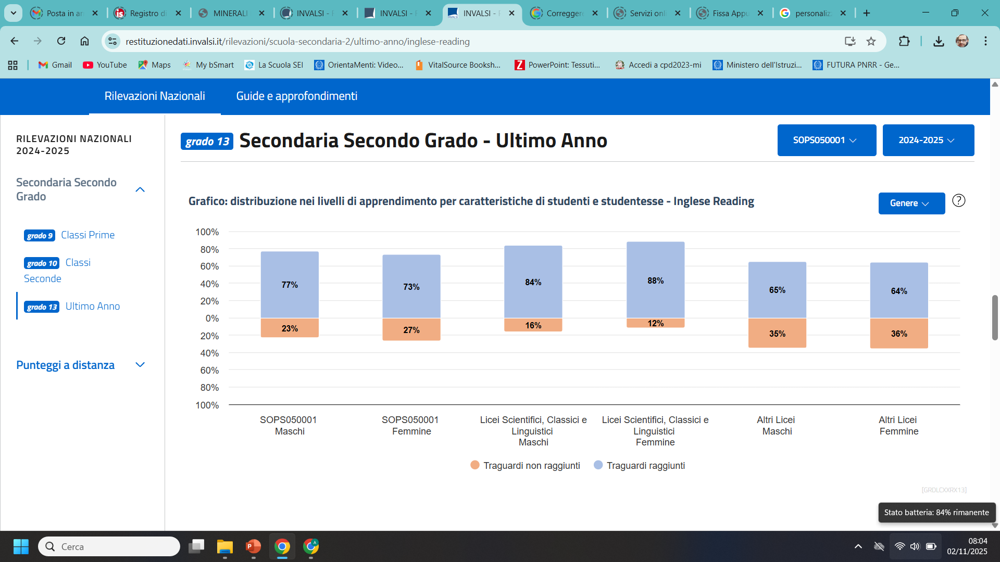 Posta in ar
Registro di
MINERALI
INVALSI - P
INVALSI - P
INVALSI - P
Correggere
Servizi onli
Fissa Appu
personaliz
restituzionedati.invalsi.it/rilevazioni/scuola-secondaria-2/ultimo-anno/inglese-reading
Gmail
YouTube
Maps
My bSmart
La Scuola SEI
OrientaMenti: Video...
VitalSource Booksh...
PowerPoint: Tessuti...
Accedi a cpd2023-mi
Ministero dell'Istruzi...
FUTURA PNRR - Ge...
Rilevazioni Nazionali
Guide e approfondimenti
RILEVAZIONI NAZIONALI
2024-2025
Secondaria Secondo
Grado
grado 9 Classi Prime
grado 10 Classi
Seconde
grado 13 Ultimo Anno
Punteggi a distanza
grado 13 Secondaria Secondo Grado - Ultimo Anno
SOPS050001
2024-2025
Grafico: distribuzione nei livelli di apprendimento per caratteristiche di studenti e studentesse - Inglese Reading
Genere
?
100%
80%
60%
40%
20%
0%
20%
40%
60%
80%
100%
77%
73%
84%
88%
65%
64%
23%
27%
16%
12%
35%
36%
SOPS050001
Maschi
SOPS050001
Femmine
Licei Scientifici, Classici e
Linguistici
Maschi
Licei Scientifici, Classici e
Linguistici
Femmine
Altri Licei
Maschi
Altri Licei
Femmine
Traguardi non raggiunti
Traguardi raggiunti
[GRDLCXXRX13]
Stato batteria: 84% rimanente
Cerca
08:04
02/11/2025